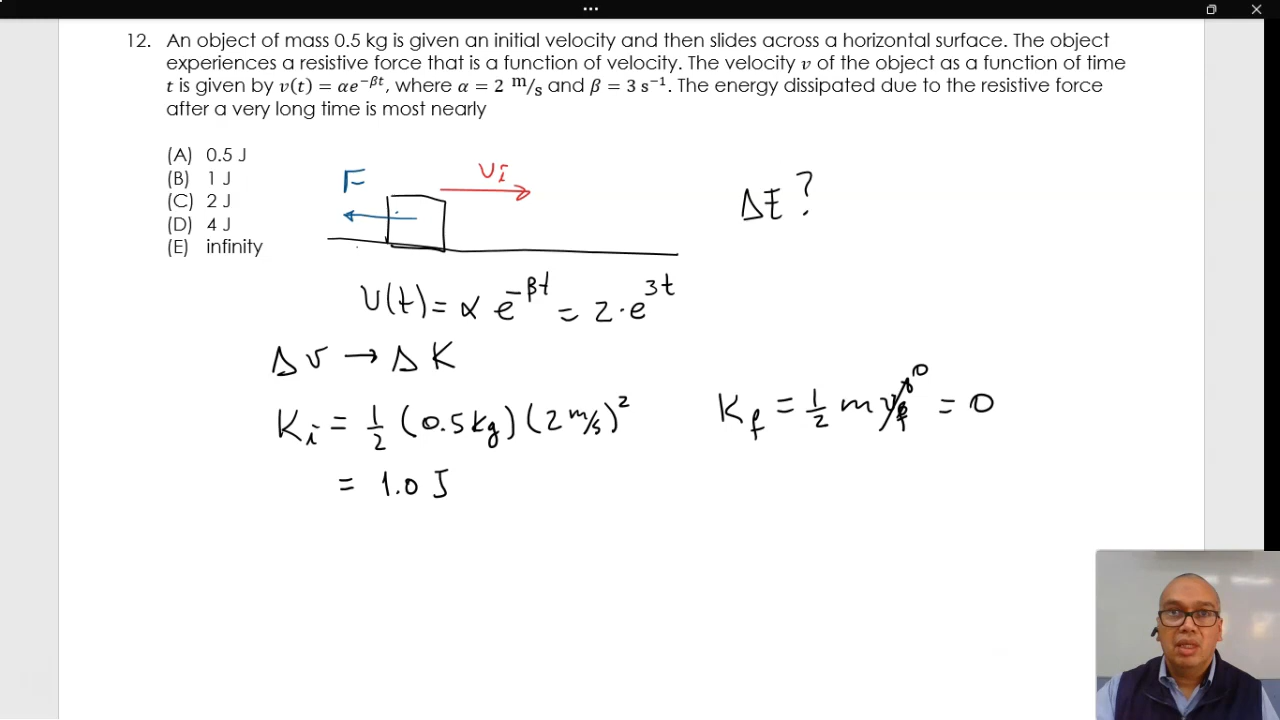 12. An object of mass 0.5 kg is given an initial velocity and then slides across a horizontal surface. The object
experiences a resistive force that is a function of velocity. The velocity v of the object as a function of time
t is given by v(t) = αe^−βt, where α = 2 m/s and β = 3 s⁻¹. The energy dissipated due to the resistive force
after a very long time is most nearly
(A) 0.5 J
(B) 1 J
(C) 2 J
(D) 4 J
(E) infinity
F
Vi
ΔE?
V(t) = α e^−βt = 2·e^3t
Δv → ΔK
Ki = 1/2 (0.5kg)(2 m/s)²
= 1.0 J
Kf = 1/2 m vf^0 = 0